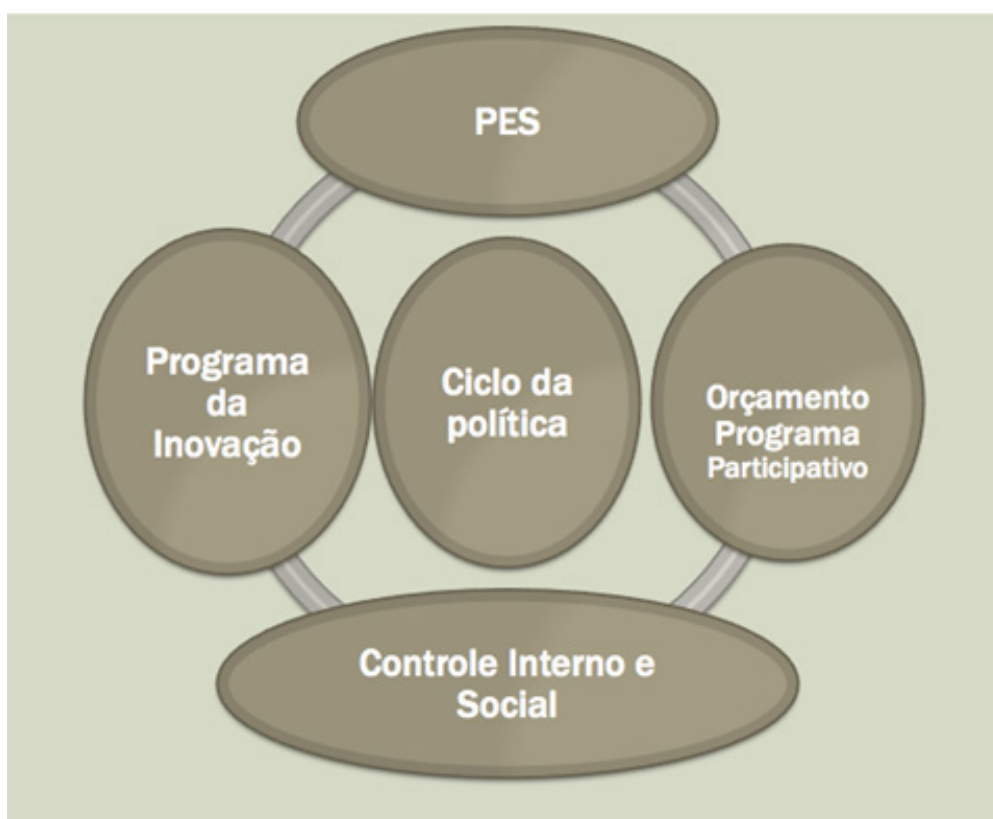 PES
Programa
da
Inovação
Ciclo da
política
Orçamento
Programa
Participativo
Controle Interno e
Social